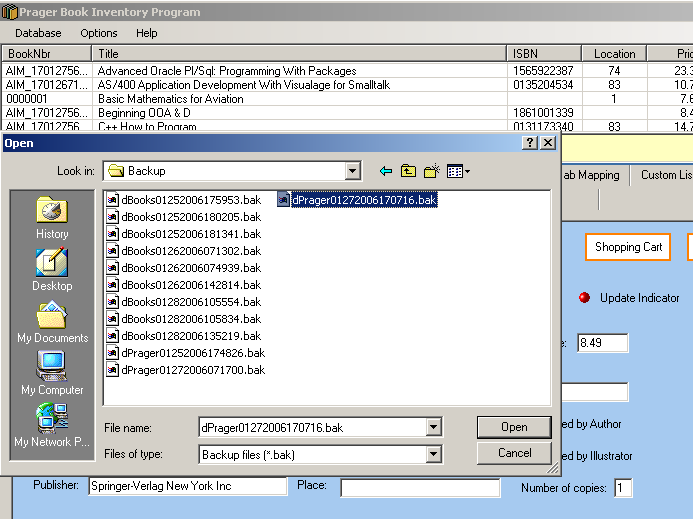 Prager Book Inventory Program
Database Options Help
BookNbr Title ISBN Location
AIM_17012756... Advanced Oracle Pl/Sql: Programming With Packages 1565922387 74 23.3
AIM_17012671... AS/400 Application Development With Visualage for Smalltalk 0135204534 83 10.7
0000001 Basic Mathematics for Aviation 1 7.6
AIM_17012756... Beginning OOA & D 1861001339 8.4
AIM_17012756... C++ How to Program 0131173340 83 14.7
Open
Look in: Backup
ab Mapping Custom Lis
dBooks01252006175953.bak dPrager01272006170716.bak
dBooks01252006180205.bak
dBooks01252006181341.bak
dBooks01262006071302.bak
dBooks01262006074939.bak
dBooks01262006142814.bak
dBooks01282006105554.bak
dBooks01282006105834.bak
dBooks01282006135219.bak
dPrager01252006174826.bak
dPrager01272006071700.bak
History
Desktop
My Documents
My Computer
My Network P...
Shopping Cart
Update Indicator
8.49
File name: dPrager01272006170716.bak Open
Files of type: Backup files (*.bak) Cancel
ed by Author
ed by Illustrator
Publisher: Springer-Verlag New York Inc Place: Number of copies: 1